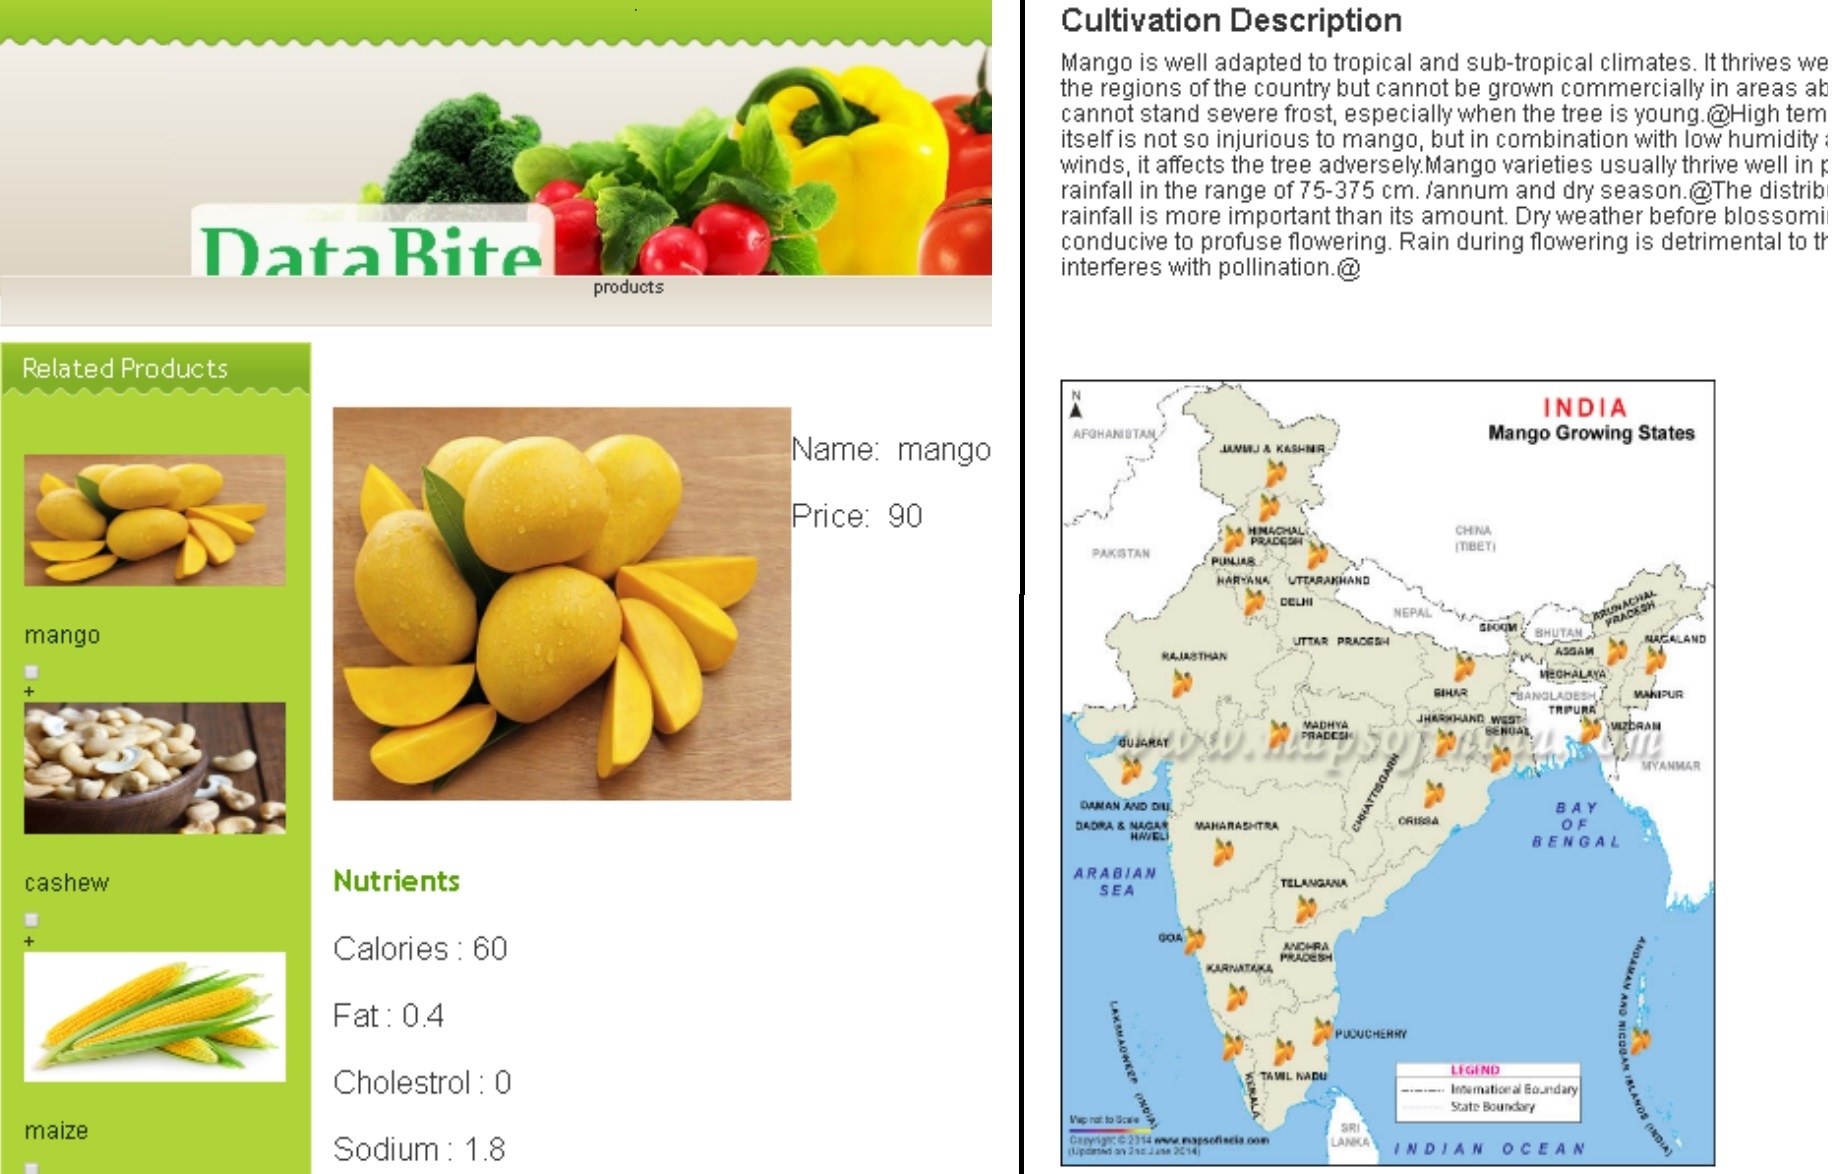 DataBite
products
Related Products
mango
+
cashew
+
maize
Name: mango
Price: 90
Nutrients
Calories : 60
Fat : 0.4
Cholestrol : 0
Sodium : 1.8
Cultivation Description
Mango is well adapted to tropical and sub-tropical climates. It thrives we
the regions of the country but cannot be grown commercially in areas ab
cannot stand severe frost, especially when the tree is young.@High tem
itself is not so injurious to mango, but in combination with low humidity a
winds, it affects the tree adversely.Mango varieties usually thrive well in p
rainfall in the range of 75-375 cm. /annum and dry season.@The distrib
rainfall is more important than its amount. Dry weather before blossomi
conducive to profuse flowering. Rain during flowering is detrimental to th
interferes with pollination.@
N
INDIA
Mango Growing States
AFGHANISTAN
JAMMU & KASHMIR
CHINA
(TIBET)
PAKISTAN
HIMACHAL
PRADESH
PUNJAB
HARYANA
UTTARAKHAND
DELHI
NEPAL
ARUNACHAL
PRADESH
SIKKIM
BHUTAN
UTTAR PRADESH
NAGALAND
ASSAM
RAJASTHAN
MEGHALAYA
BIHAR
BANGLADESH
MANIPUR
TRIPURA
JHARKHAND
WEST
BENGAL
MIZORAM
MADHYA
PRADESH
GUJARAT
www.mapsofindia.com
MYANMAR
CHHATTISGARH
DAMAN AND DIU
DADRA & NAGAR
HAVELI
MAHARASHTRA
ORISSA
BAY
OF
BENGAL
ARABIAN
SEA
TELANGANA
GOA
ANDHRA
PRADESH
KARNATAKA
ANDAMAN AND NICOBAR ISLANDS (INDIA)
LAKSHADWEEP (INDIA)
PUDUCHERRY
TAMIL NADU
KERALA
LEGEND
International Boundary
State Boundary
Map not to Scale
Copyright © 2014 www.mapsofindia.com
(Updated on 2nd June 2014)
SRI
LANKA
INDIAN OCEAN